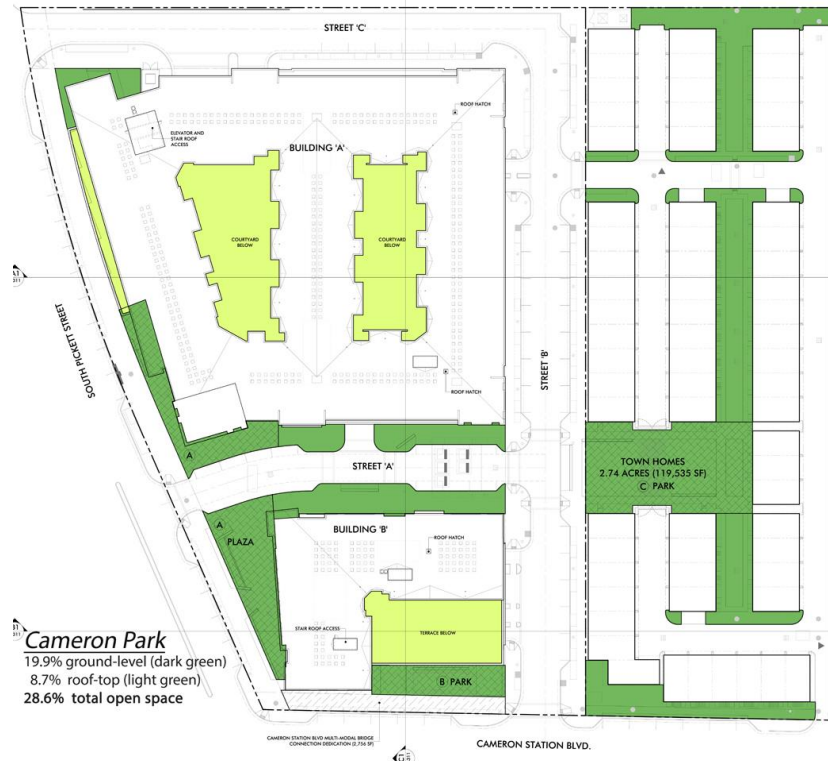 STREET 'C'
ROOF HATCH
ELEVATOR AND
STAIR ROOF
ACCESS
BUILDING 'A'
COURTYARD
BELOW
COURTYARD
BELOW
SOUTH PICKETT STREET
STREET 'B'
ROOF HATCH
A
STREET 'A'
TOWN HOMES
2.74 ACRES (119,535 SF)
C PARK
A
PLAZA
BUILDING 'B'
ROOF HATCH
STAIR ROOF ACCESS
TERRACE BELOW
B PARK
Cameron Park
19.9% ground-level (dark green)
8.7% roof-top (light green)
28.6% total open space
CAMERON STATION BLVD MULTI-MODAL BRIDGE
CONNECTION DEDICATION (2,756 SF)
CAMERON STATION BLVD.